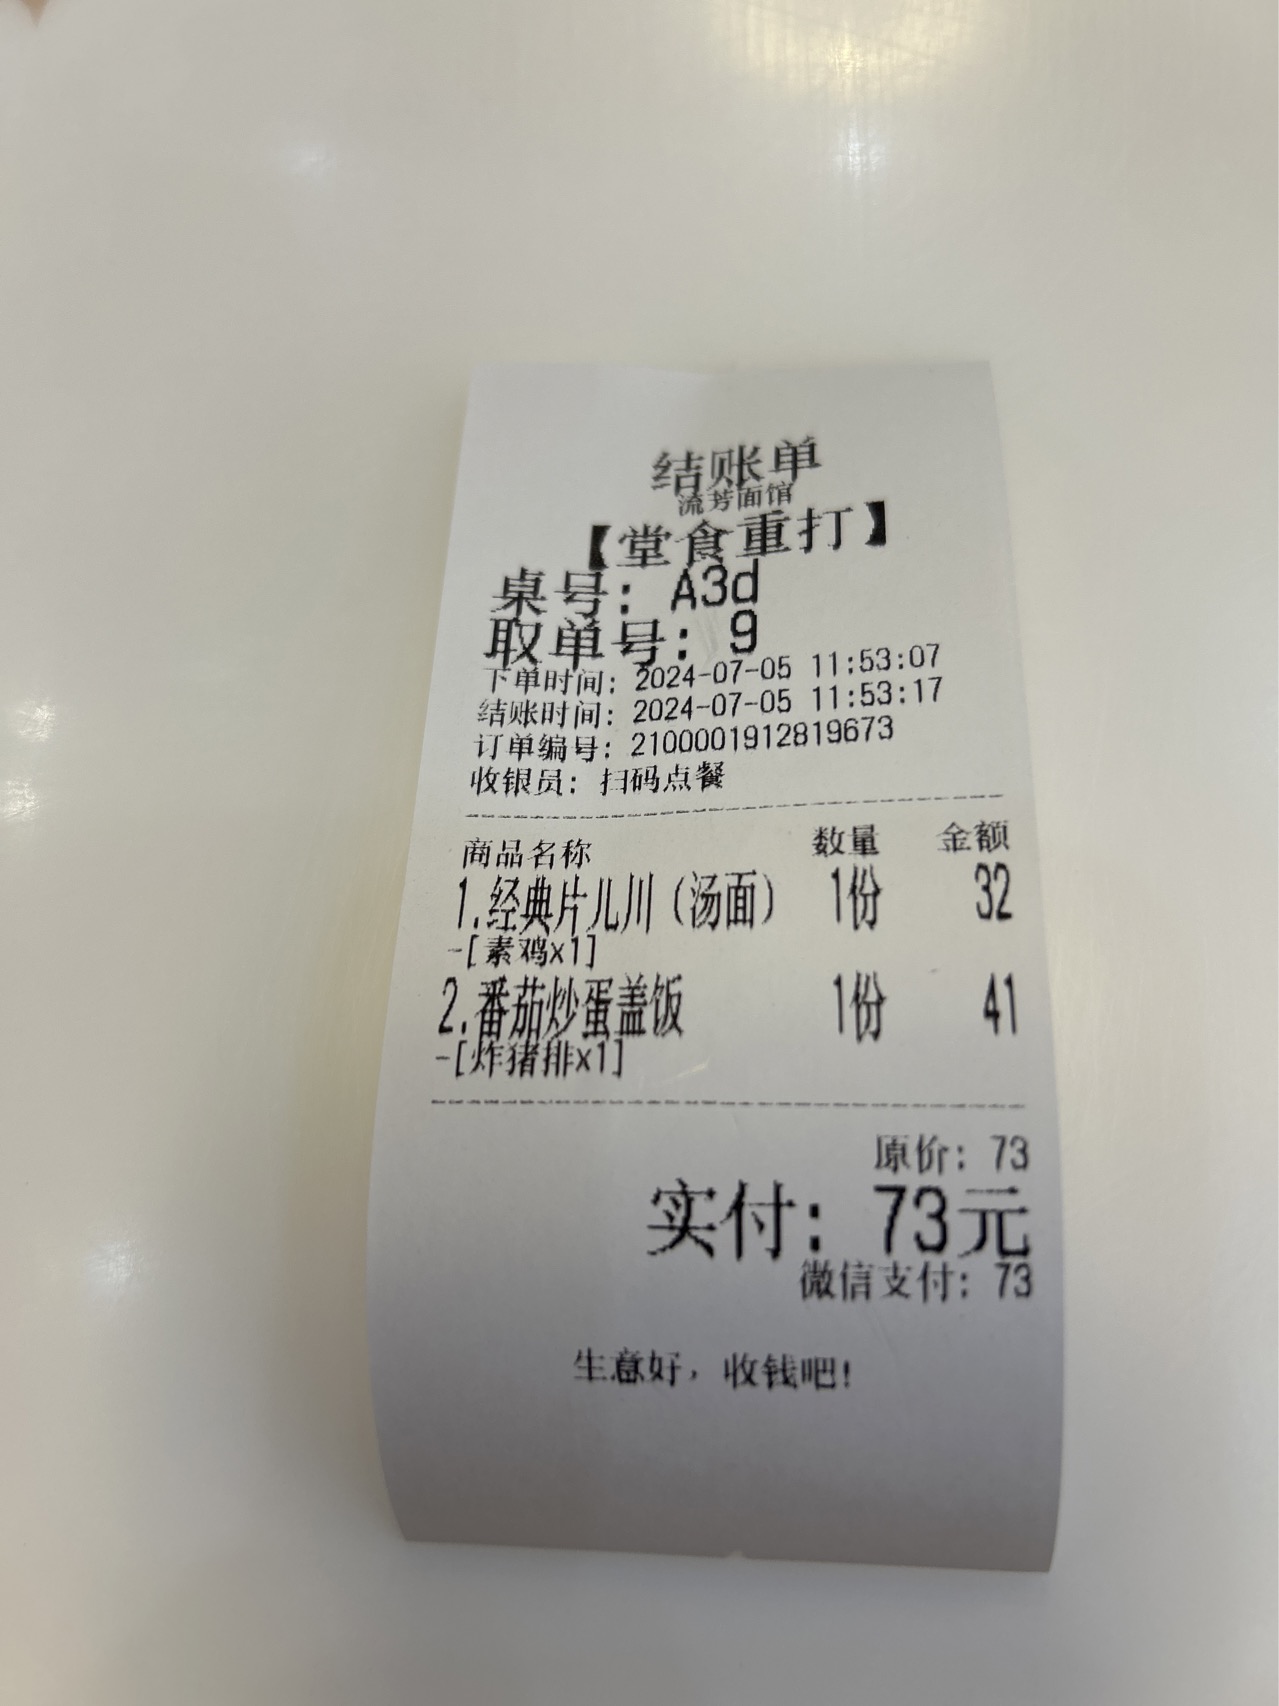 结账单
流芳面馆
【堂食重打】
桌号：A3d
取单号：9
下单时间：2024-07-05 11:53:07
结账时间：2024-07-05 11:53:17
订单编号：2100001912819673
收银员：扫码点餐
商品名称 数量 金额
1.经典片儿川（汤面） 1份 32
-[素鸡x1]
2.番茄炒蛋盖饭 1份 41
-[炸猪排x1]
原价：73
实付：73元
微信支付：73
生意好，收钱吧！